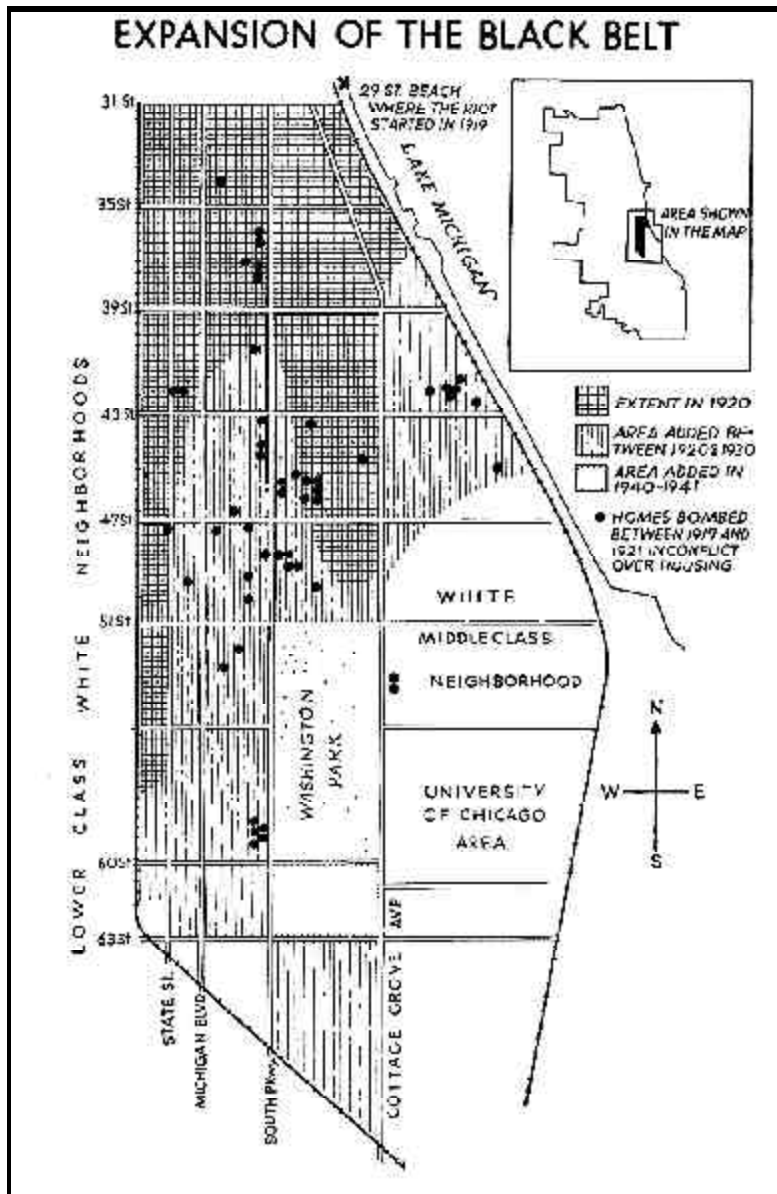 EXPANSION OF THE BLACK BELT
29 ST. BEACH
WHERE THE RIOT
STARTED IN 1919
LAKE MICHIGAN
AREA SHOWN
IN THE MAP
31 St
35 St
39 St
43 St
47 St
51 St
60 St
63 St
LOWER CLASS WHITE NEIGHBORHOODS
EXTENT IN 1920
AREA ADDED BE-
TWEEN 1920 & 1930
AREA ADDED IN
1940-1941
HOMES BOMBED
BETWEEN 1917 AND
1921 IN CONFLICT
OVER HOUSING
WHITE
MIDDLE CLASS
NEIGHBORHOOD
WASHINGTON
PARK
UNIVERSITY
OF CHICAGO
AREA
N
W E
S
STATE St.
MICHIGAN BLVD
SOUTH PKwy
COTTAGE GROVE AVE